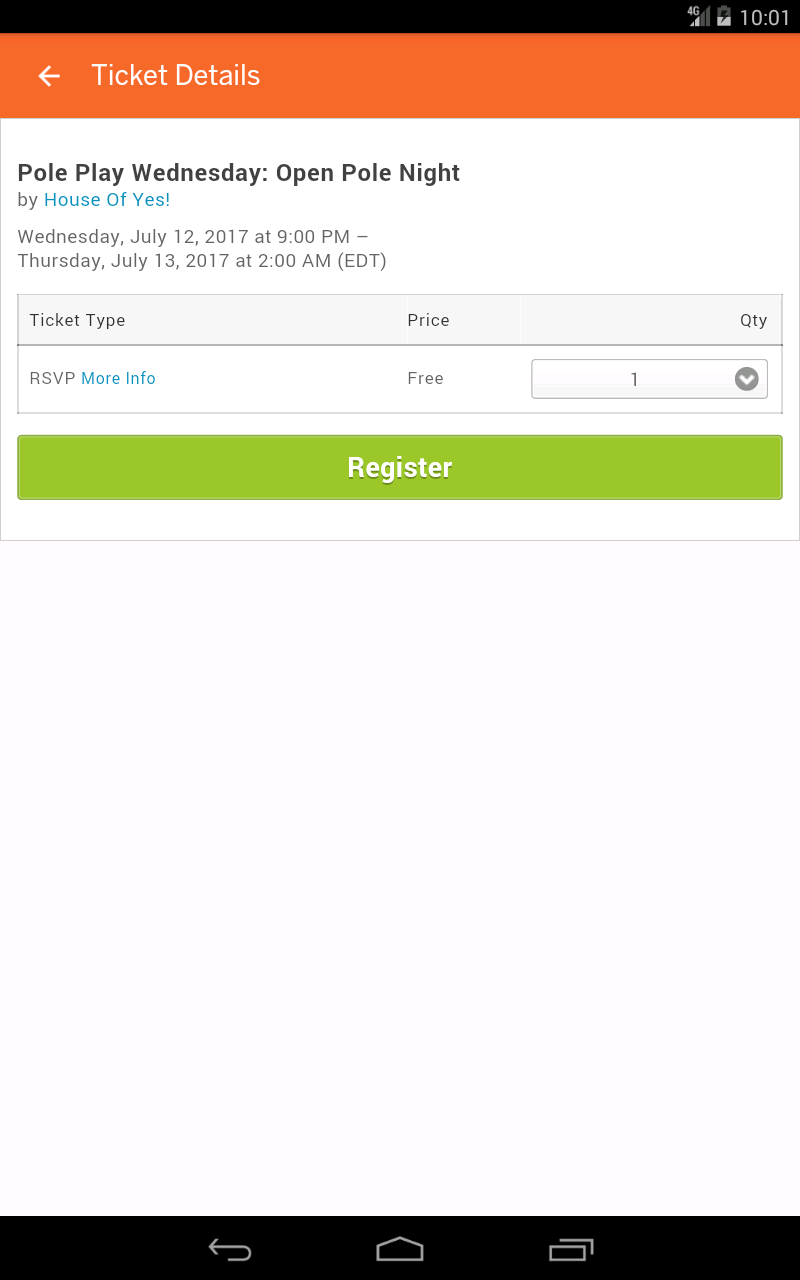 4G 10:01
Ticket Details
Pole Play Wednesday: Open Pole Night
by House Of Yes!
Wednesday, July 12, 2017 at 9:00 PM –
Thursday, July 13, 2017 at 2:00 AM (EDT)
Ticket Type Price Qty
RSVP More Info Free 1
Register